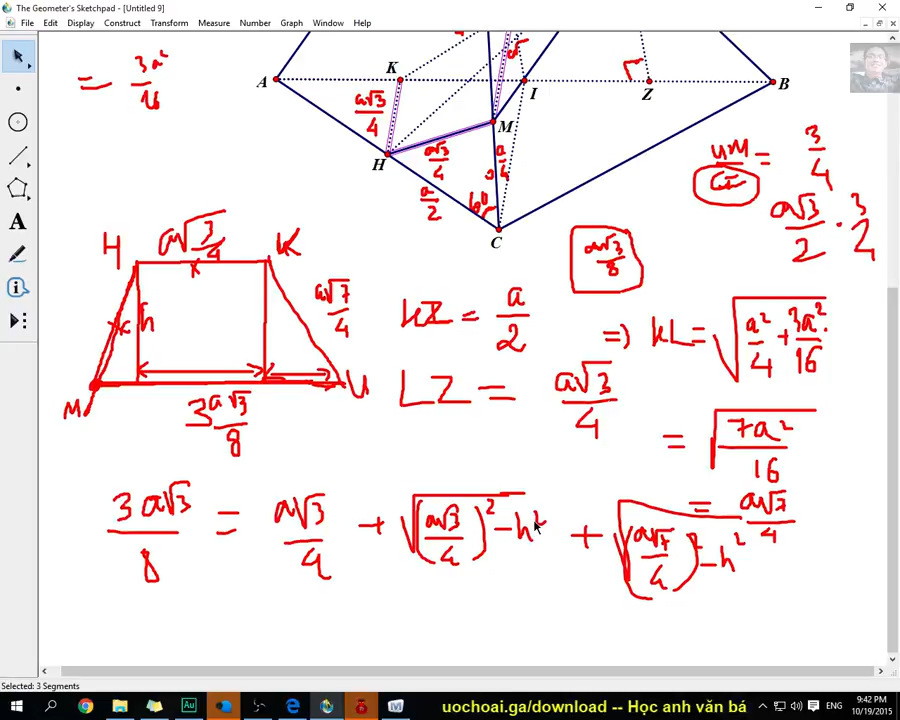 The Geometer's Sketchpad - [Untitled 9]
File Edit Display Construct Transform Measure Number Graph Window Help
= 3a²/16
A K I Z B
a√3/4
M
H
a√3/4
a/4
a/2
60°
C
UM/CI = 3/4
a√3/2 · 3/2
a√3/8
H a√3/4 K
x
x h
a√7/4
M U
3 a√3/8
KZ = a/2
=> KL = √(a²/4 + 3a²/16)
LZ = a√3/4
= √(7a²/16)
= a√7/4
3a√3/8 = a√3/4 + √((a√3/4)² - h²) + √((a√7/4)² - h²)
Selected: 3 Segments
uochoai.ga/download -- Học anh văn bá
ENG
9:42 PM
10/19/2015